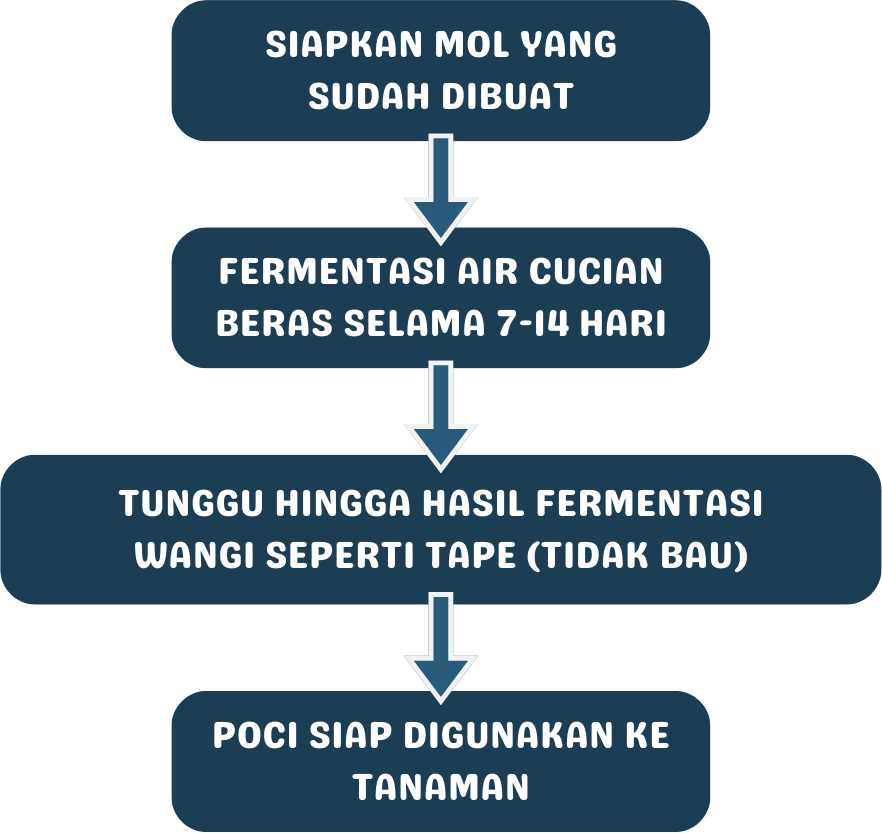 SIAPKAN MOL YANG
SUDAH DIBUAT
FERMENTASI AIR CUCIAN
BERAS SELAMA 7-14 HARI
TUNGGU HINGGA HASIL FERMENTASI
WANGI SEPERTI TAPE (TIDAK BAU)
POCI SIAP DIGUNAKAN KE
TANAMAN